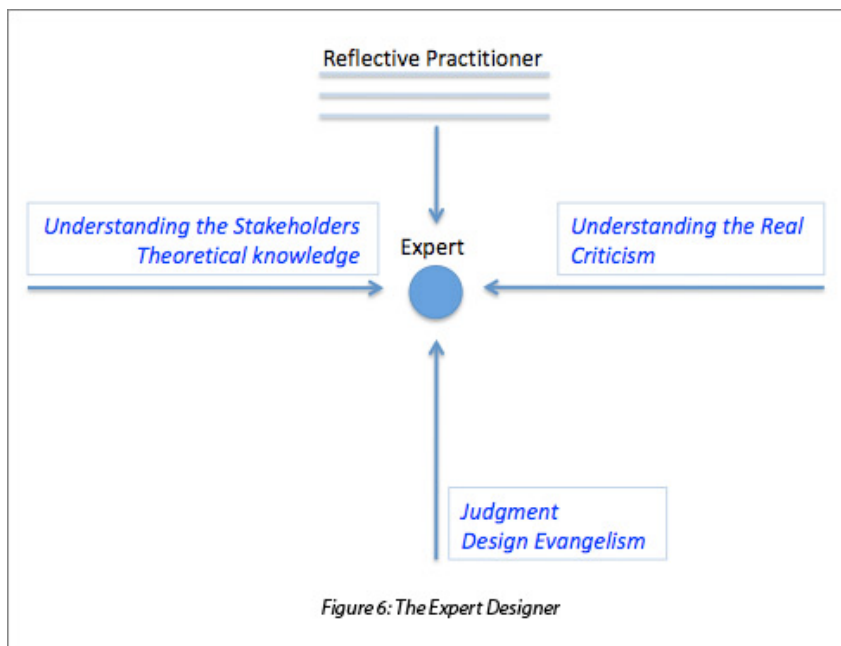 Reflective Practitioner
Understanding the Stakeholders
Theoretical knowledge
Expert
Understanding the Real
Criticism
Judgment
Design Evangelism
Figure 6: The Expert Designer